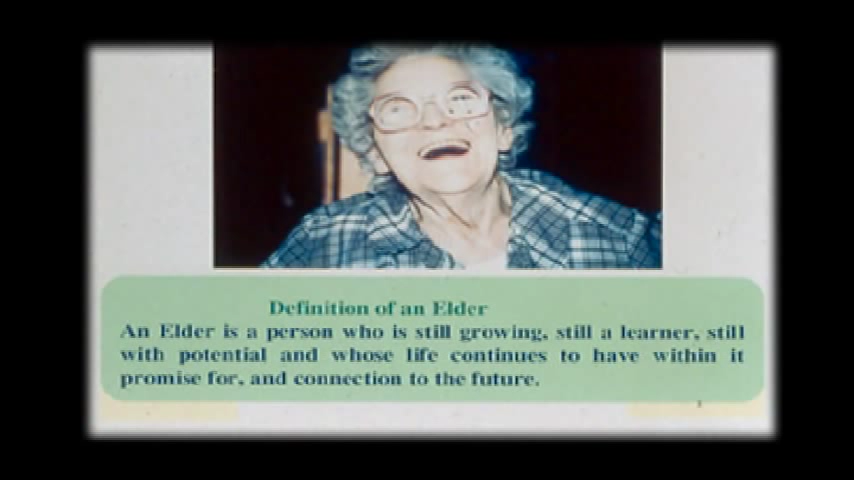 Definition of an Elder
An Elder is a person who is still growing, still a learner, still
with potential and whose life continues to have within it
promise for, and connection to the future.